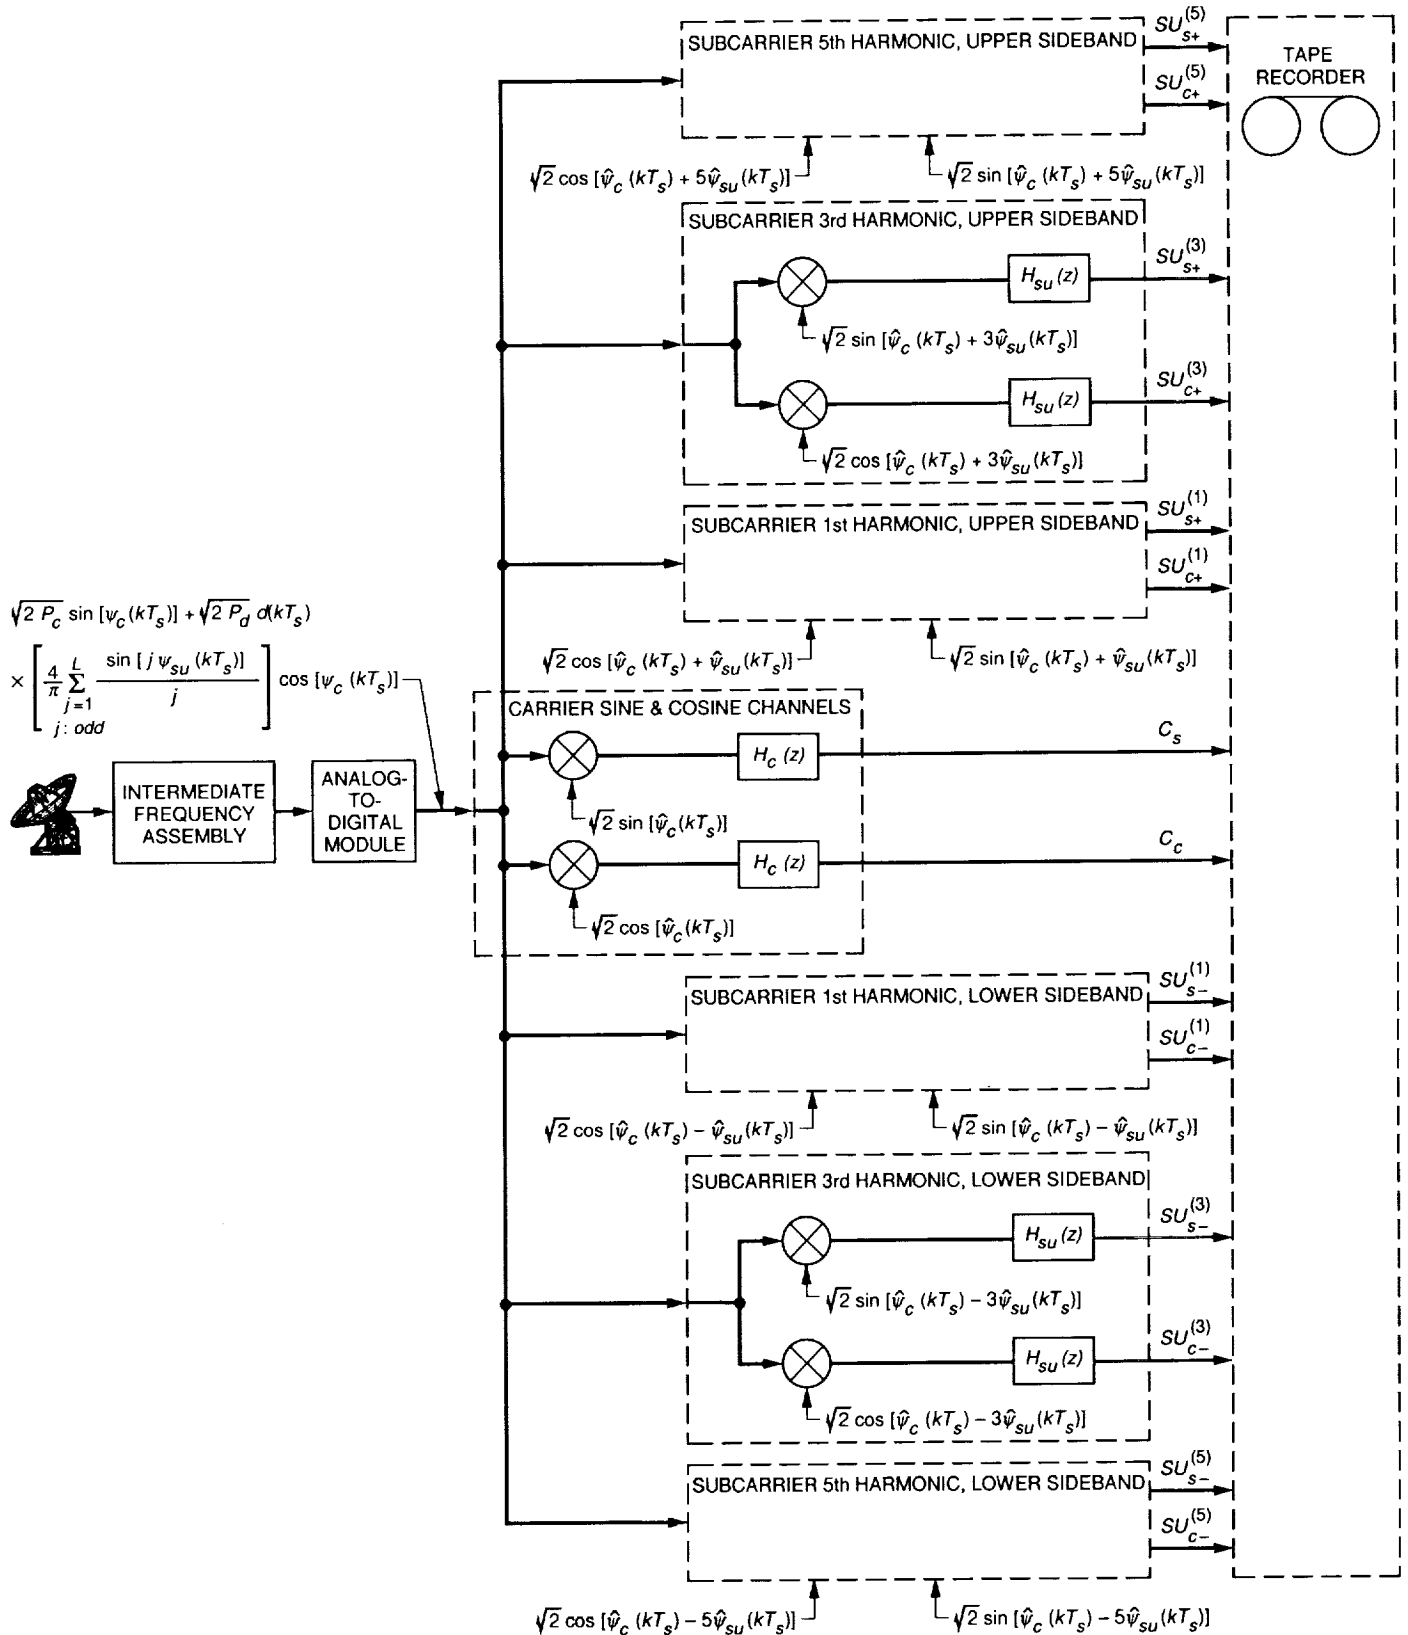 SU_{s+}^{(5)}
SUBCARRIER 5th HARMONIC, UPPER SIDEBAND
TAPE
RECORDER
SU_{c+}^{(5)}
√2 cos [ψ̂_c (kT_s) + 5ψ̂_su (kT_s)]
√2 sin [ψ̂_c (kT_s) + 5ψ̂_su (kT_s)]
SUBCARRIER 3rd HARMONIC, UPPER SIDEBAND
SU_{s+}^{(3)}
H_su (z)
√2 sin [ψ̂_c (kT_s) + 3ψ̂_su (kT_s)]
SU_{c+}^{(3)}
H_su (z)
√2 cos [ψ̂_c (kT_s) + 3ψ̂_su (kT_s)]
SU_{s+}^{(1)}
SUBCARRIER 1st HARMONIC, UPPER SIDEBAND
SU_{c+}^{(1)}
√2 cos [ψ̂_c (kT_s) + ψ̂_su (kT_s)]
√2 sin [ψ̂_c (kT_s) + ψ̂_su (kT_s)]
√2 P_c sin [ψ_c (kT_s)] + √2 P_d d(kT_s)
× [ 4/π Σ_{j=1, j: odd}^{L} sin [j ψ_su (kT_s)] / j ] cos [ψ_c (kT_s)]
CARRIER SINE & COSINE CHANNELS
H_c (z)
C_s
√2 sin [ψ̂_c (kT_s)]
INTERMEDIATE
FREQUENCY
ASSEMBLY
ANALOG-
TO-
DIGITAL
MODULE
H_c (z)
C_c
√2 cos [ψ̂_c (kT_s)]
SU_{s−}^{(1)}
SUBCARRIER 1st HARMONIC, LOWER SIDEBAND
SU_{c−}^{(1)}
√2 cos [ψ̂_c (kT_s) − ψ̂_su (kT_s)]
√2 sin [ψ̂_c (kT_s) − ψ̂_su (kT_s)]
SUBCARRIER 3rd HARMONIC, LOWER SIDEBAND
SU_{s−}^{(3)}
H_su (z)
√2 sin [ψ̂_c (kT_s) − 3ψ̂_su (kT_s)]
SU_{c−}^{(3)}
H_su (z)
√2 cos [ψ̂_c (kT_s) − 3ψ̂_su (kT_s)]
SU_{s−}^{(5)}
SUBCARRIER 5th HARMONIC, LOWER SIDEBAND
SU_{c−}^{(5)}
√2 cos [ψ̂_c (kT_s) − 5ψ̂_su (kT_s)]
√2 sin [ψ̂_c (kT_s) − 5ψ̂_su (kT_s)]